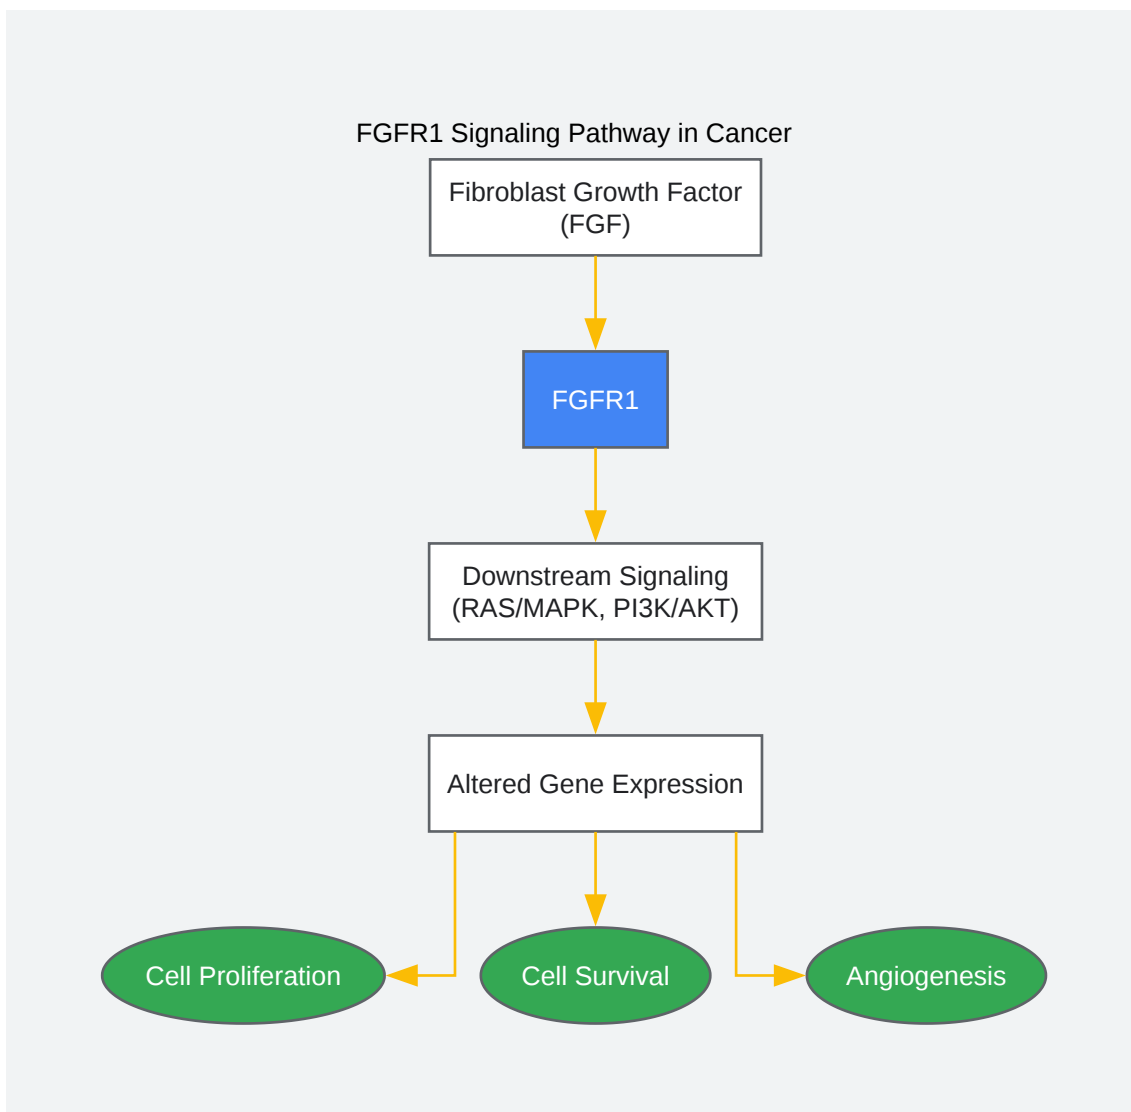 FGFR1 Signaling Pathway in Cancer
Fibroblast Growth Factor
(FGF)
FGFR1
Downstream Signaling
(RAS/MAPK, PI3K/AKT)
Altered Gene Expression
Cell Proliferation
Cell Survival
Angiogenesis